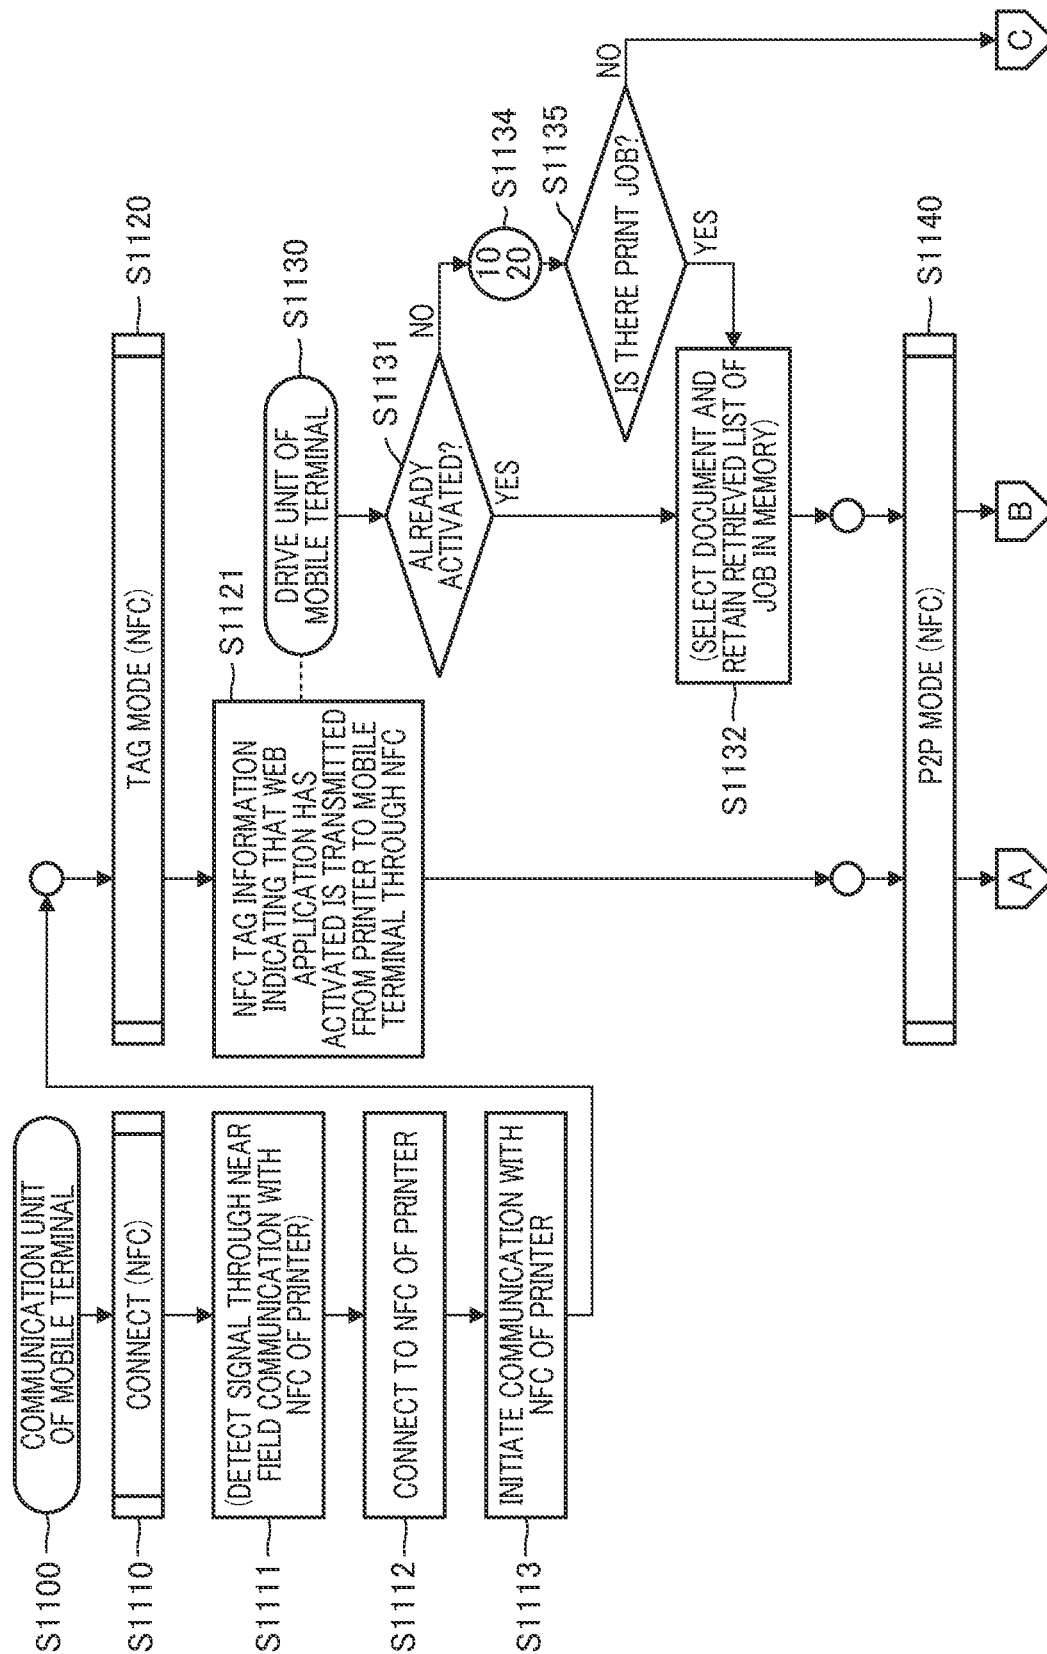 S1100
COMMUNICATION UNIT
OF MOBILE TERMINAL
S1110
CONNECT (NFC)
S1111
(DETECT SIGNAL THROUGH NEAR
FIELD COMMUNICATION WITH
NFC OF PRINTER)
S1112
CONNECT TO NFC OF PRINTER
S1113
INITIATE COMMUNICATION WITH
NFC OF PRINTER
TAG MODE (NFC)
S1120
NFC TAG INFORMATION
INDICATING THAT WEB
APPLICATION HAS
ACTIVATED IS TRANSMITTED
FROM PRINTER TO MOBILE
TERMINAL THROUGH NFC
S1121
DRIVE UNIT OF
MOBILE TERMINAL
S1130
ALREADY
ACTIVATED?
S1131
NO
YES
10
20
S1134
IS THERE PRINT JOB?
S1135
NO
YES
(SELECT DOCUMENT AND
RETAIN RETRIEVED LIST OF
JOB IN MEMORY)
S1132
P2P MODE (NFC)
S1140
A
B
C